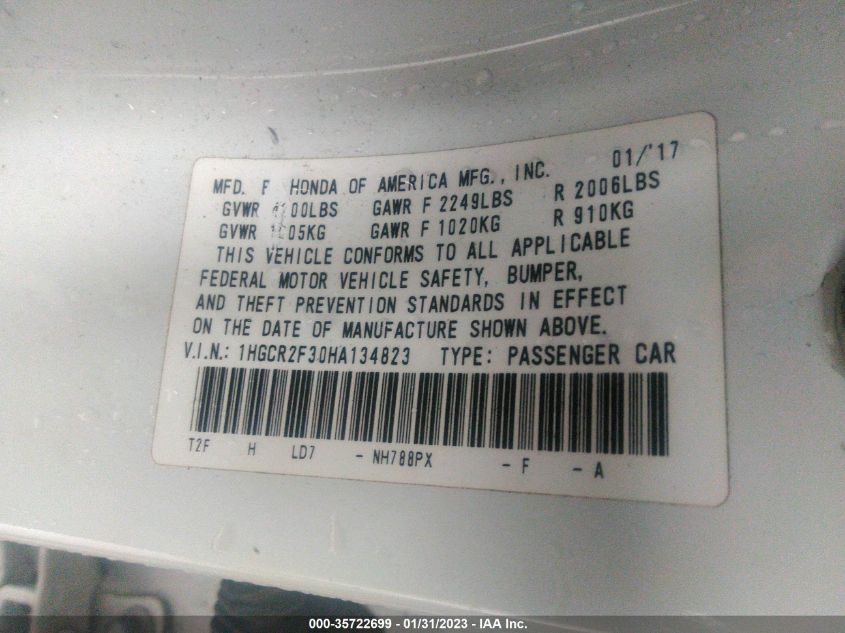 01/'17
MFD. HONDA OF AMERICA MFG., INC.
GVWR GAWR F 2249LBS R 2006LBS
GVWR GAWR F 1020KG R 910KG
THIS VEHICLE CONFORMS TO ALL APPLICABLE
FEDERAL MOTOR VEHICLE SAFETY, BUMPER,
AND THEFT PREVENTION STANDARDS IN EFFECT
ON THE DATE OF MANUFACTURE SHOWN ABOVE.
V.I.N.: 1HGCR2F30HA134823 TYPE: PASSENGER CAR
T2F H LD7 - NH788PX - F - A
000-35722699 - 01/31/2023 - IAA Inc.